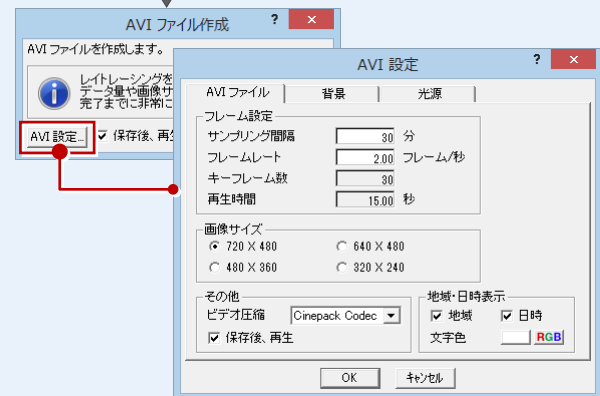 AVI ファイル作成
?
×
AVI ファイルを作成します。
レイトレーシングを
データ量や画像サ
完了までに非常に
AVI 設定...
保存後、再生
AVI 設定
?
×
AVI ファイル
背景
光源
フレーム設定
サンプリング間隔 30 分
フレームレート 2.00 フレーム/秒
キーフレーム数 30
再生時間 15.00 秒
画像サイズ
720 X 480
640 X 480
480 X 360
320 X 240
その他
ビデオ圧縮 Cinepack Codec
保存後、再生
地域・日時表示
地域
日時
文字色 RGB
OK
キャンセル